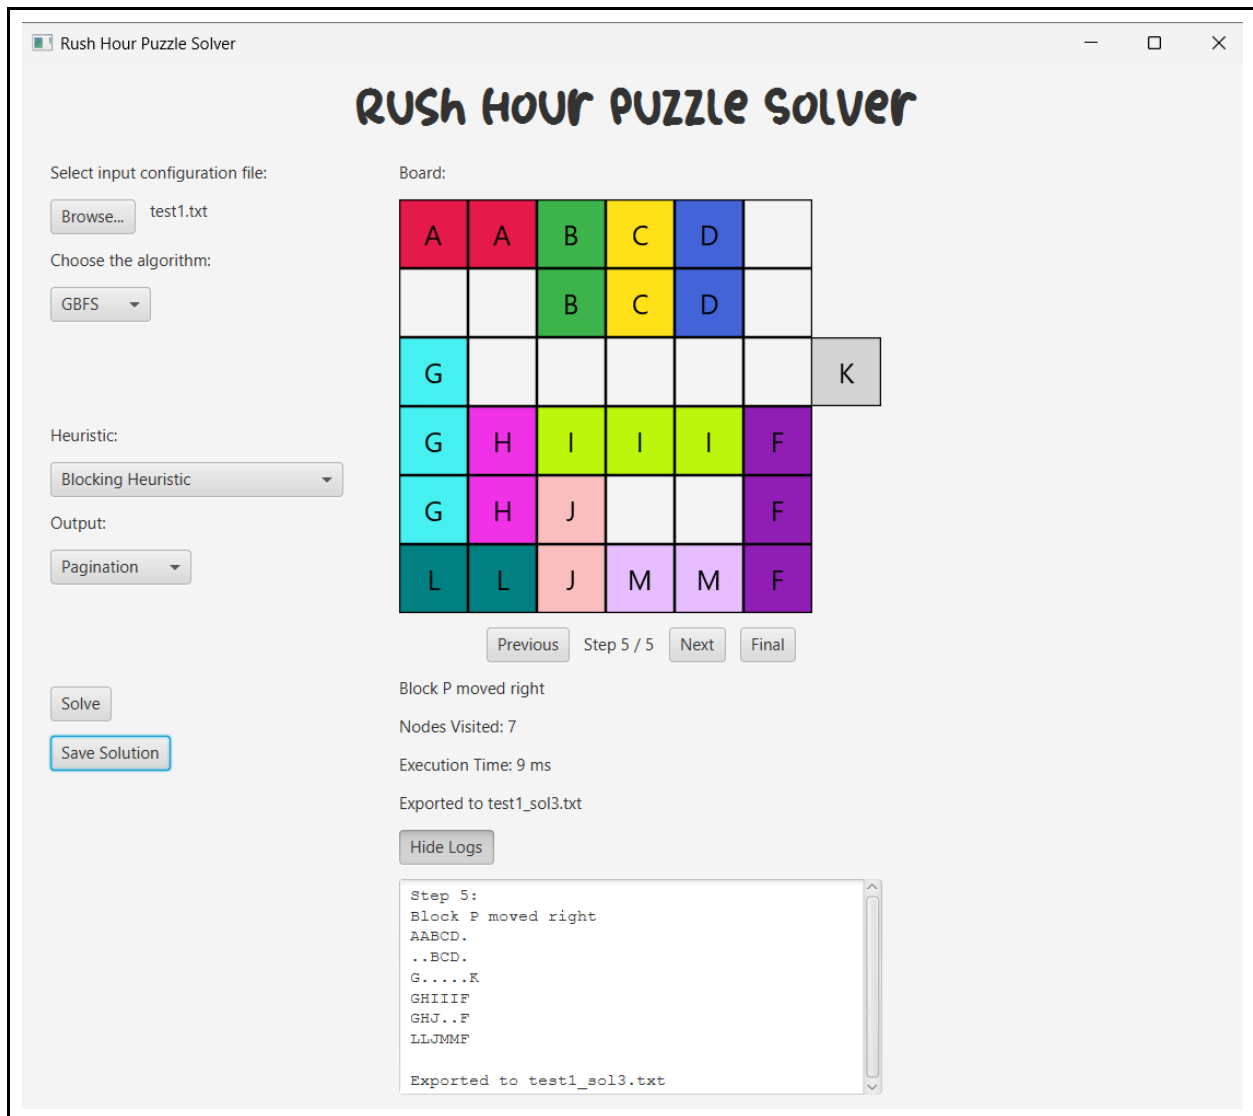 Rush Hour Puzzle Solver
Rush Hour Puzzle Solver
Select input configuration file:
Browse... test1.txt
Choose the algorithm:
GBFS
Heuristic:
Blocking Heuristic
Output:
Pagination
Solve
Save Solution
Board:
A A B C D
B C D
G K
G H I I I F
G H J F
L L J M M F
Previous Step 5 / 5 Next Final
Block P moved right
Nodes Visited: 7
Execution Time: 9 ms
Exported to test1_sol3.txt
Hide Logs
Step 5:
Block P moved right
AABCD.
..BCD.
G.....K
GHIIIF
GHJ..F
LLJMMF
Exported to test1_sol3.txt